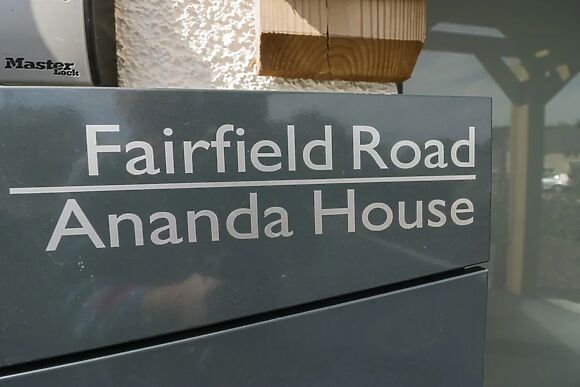 Master
Lock
Fairfield Road
Ananda House